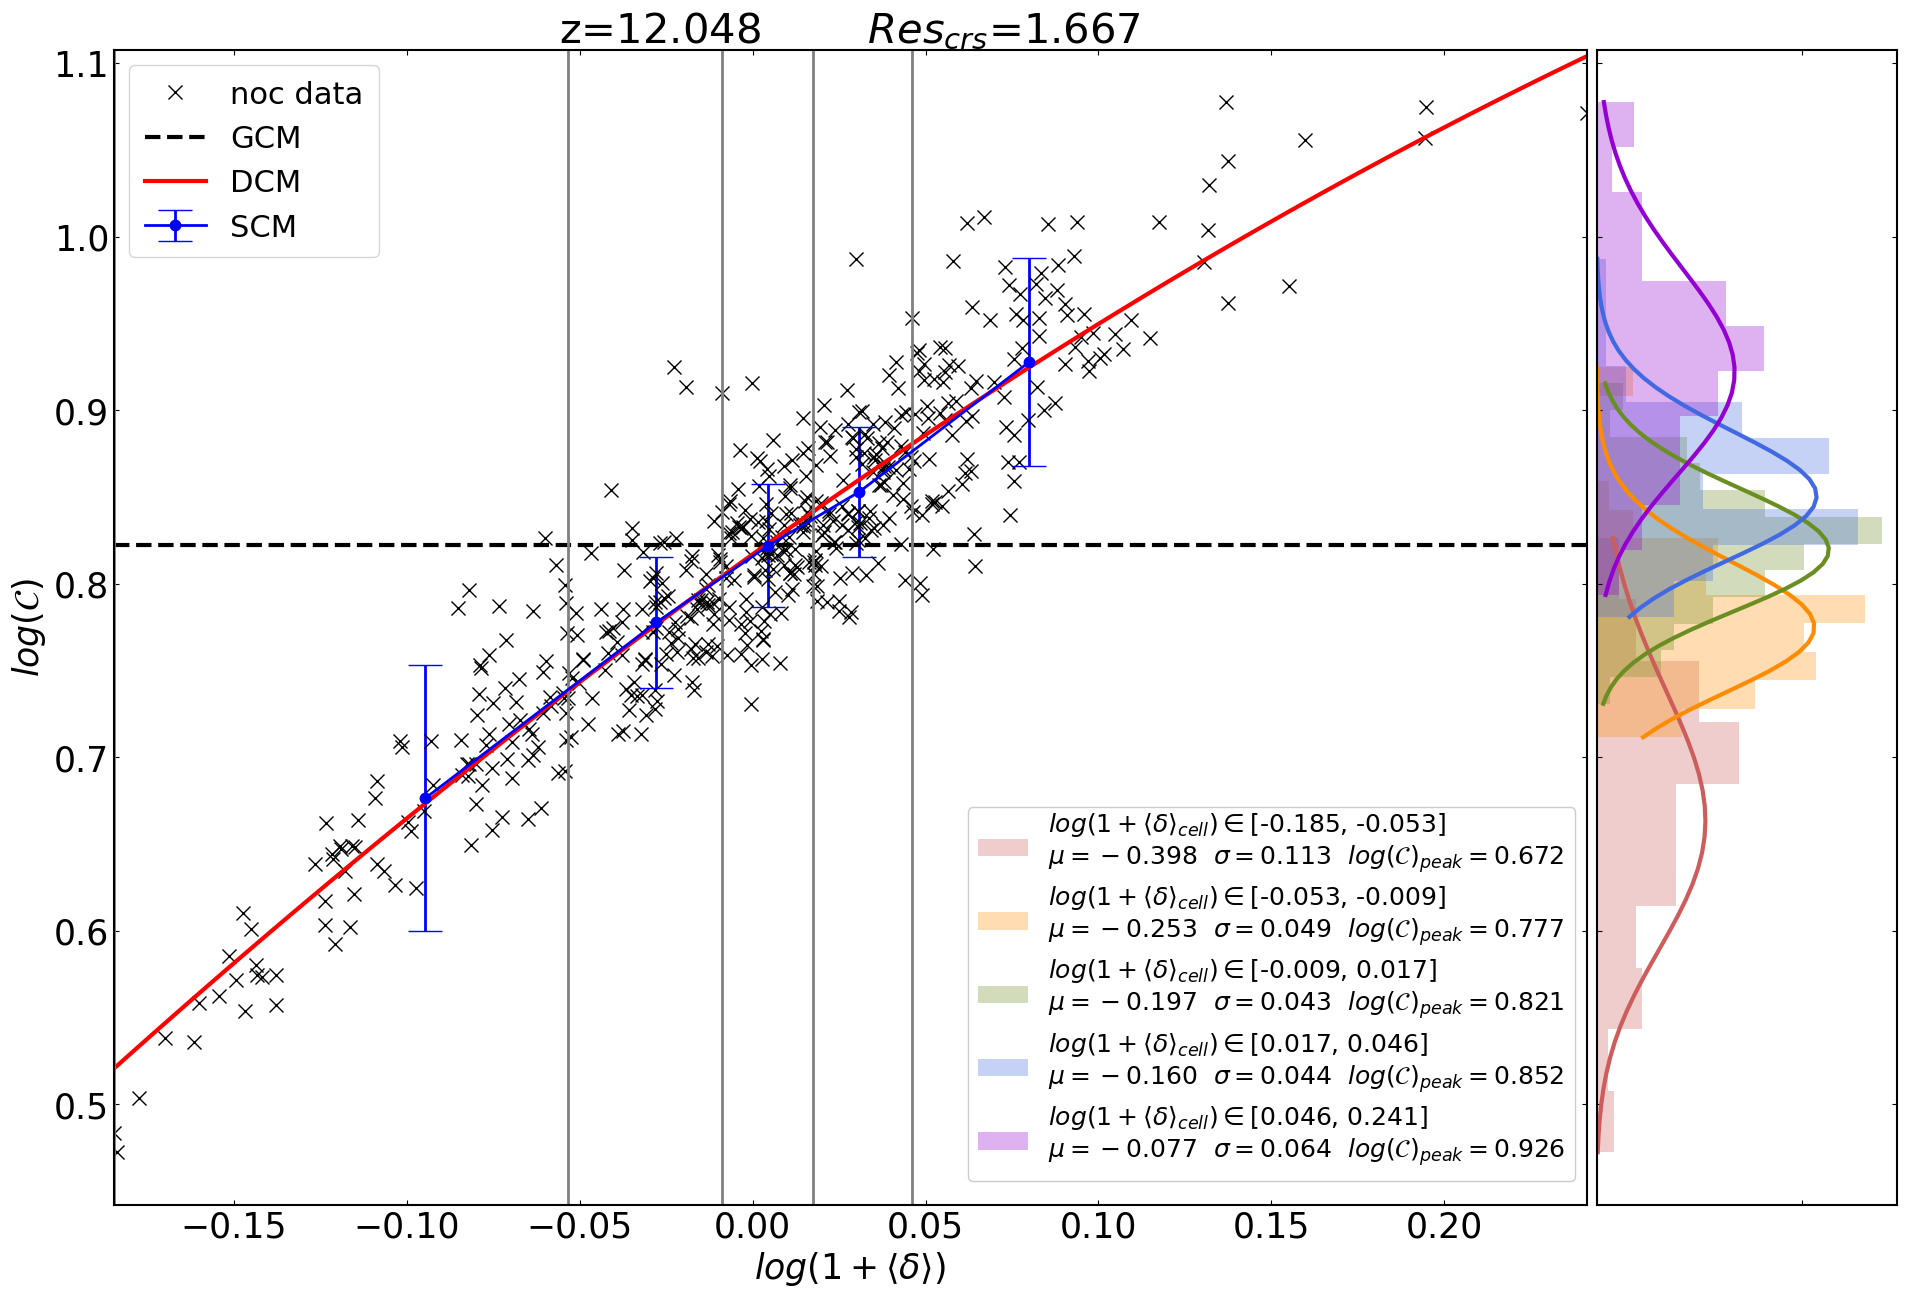 z=12.048 Res_crs=1.667
noc data
GCM
DCM
SCM
1.1
1.0
0.9
0.8
0.7
0.6
0.5
log(𝒞)
log(1 + ⟨δ⟩_cell) ∈ [-0.185, -0.053]
μ = −0.398 σ = 0.113 log(𝒞)_peak = 0.672
log(1 + ⟨δ⟩_cell) ∈ [-0.053, -0.009]
μ = −0.253 σ = 0.049 log(𝒞)_peak = 0.777
log(1 + ⟨δ⟩_cell) ∈ [-0.009, 0.017]
μ = −0.197 σ = 0.043 log(𝒞)_peak = 0.821
log(1 + ⟨δ⟩_cell) ∈ [0.017, 0.046]
μ = −0.160 σ = 0.044 log(𝒞)_peak = 0.852
log(1 + ⟨δ⟩_cell) ∈ [0.046, 0.241]
μ = −0.077 σ = 0.064 log(𝒞)_peak = 0.926
−0.15 −0.10 −0.05 0.00 0.05 0.10 0.15 0.20
log(1 + ⟨δ⟩)